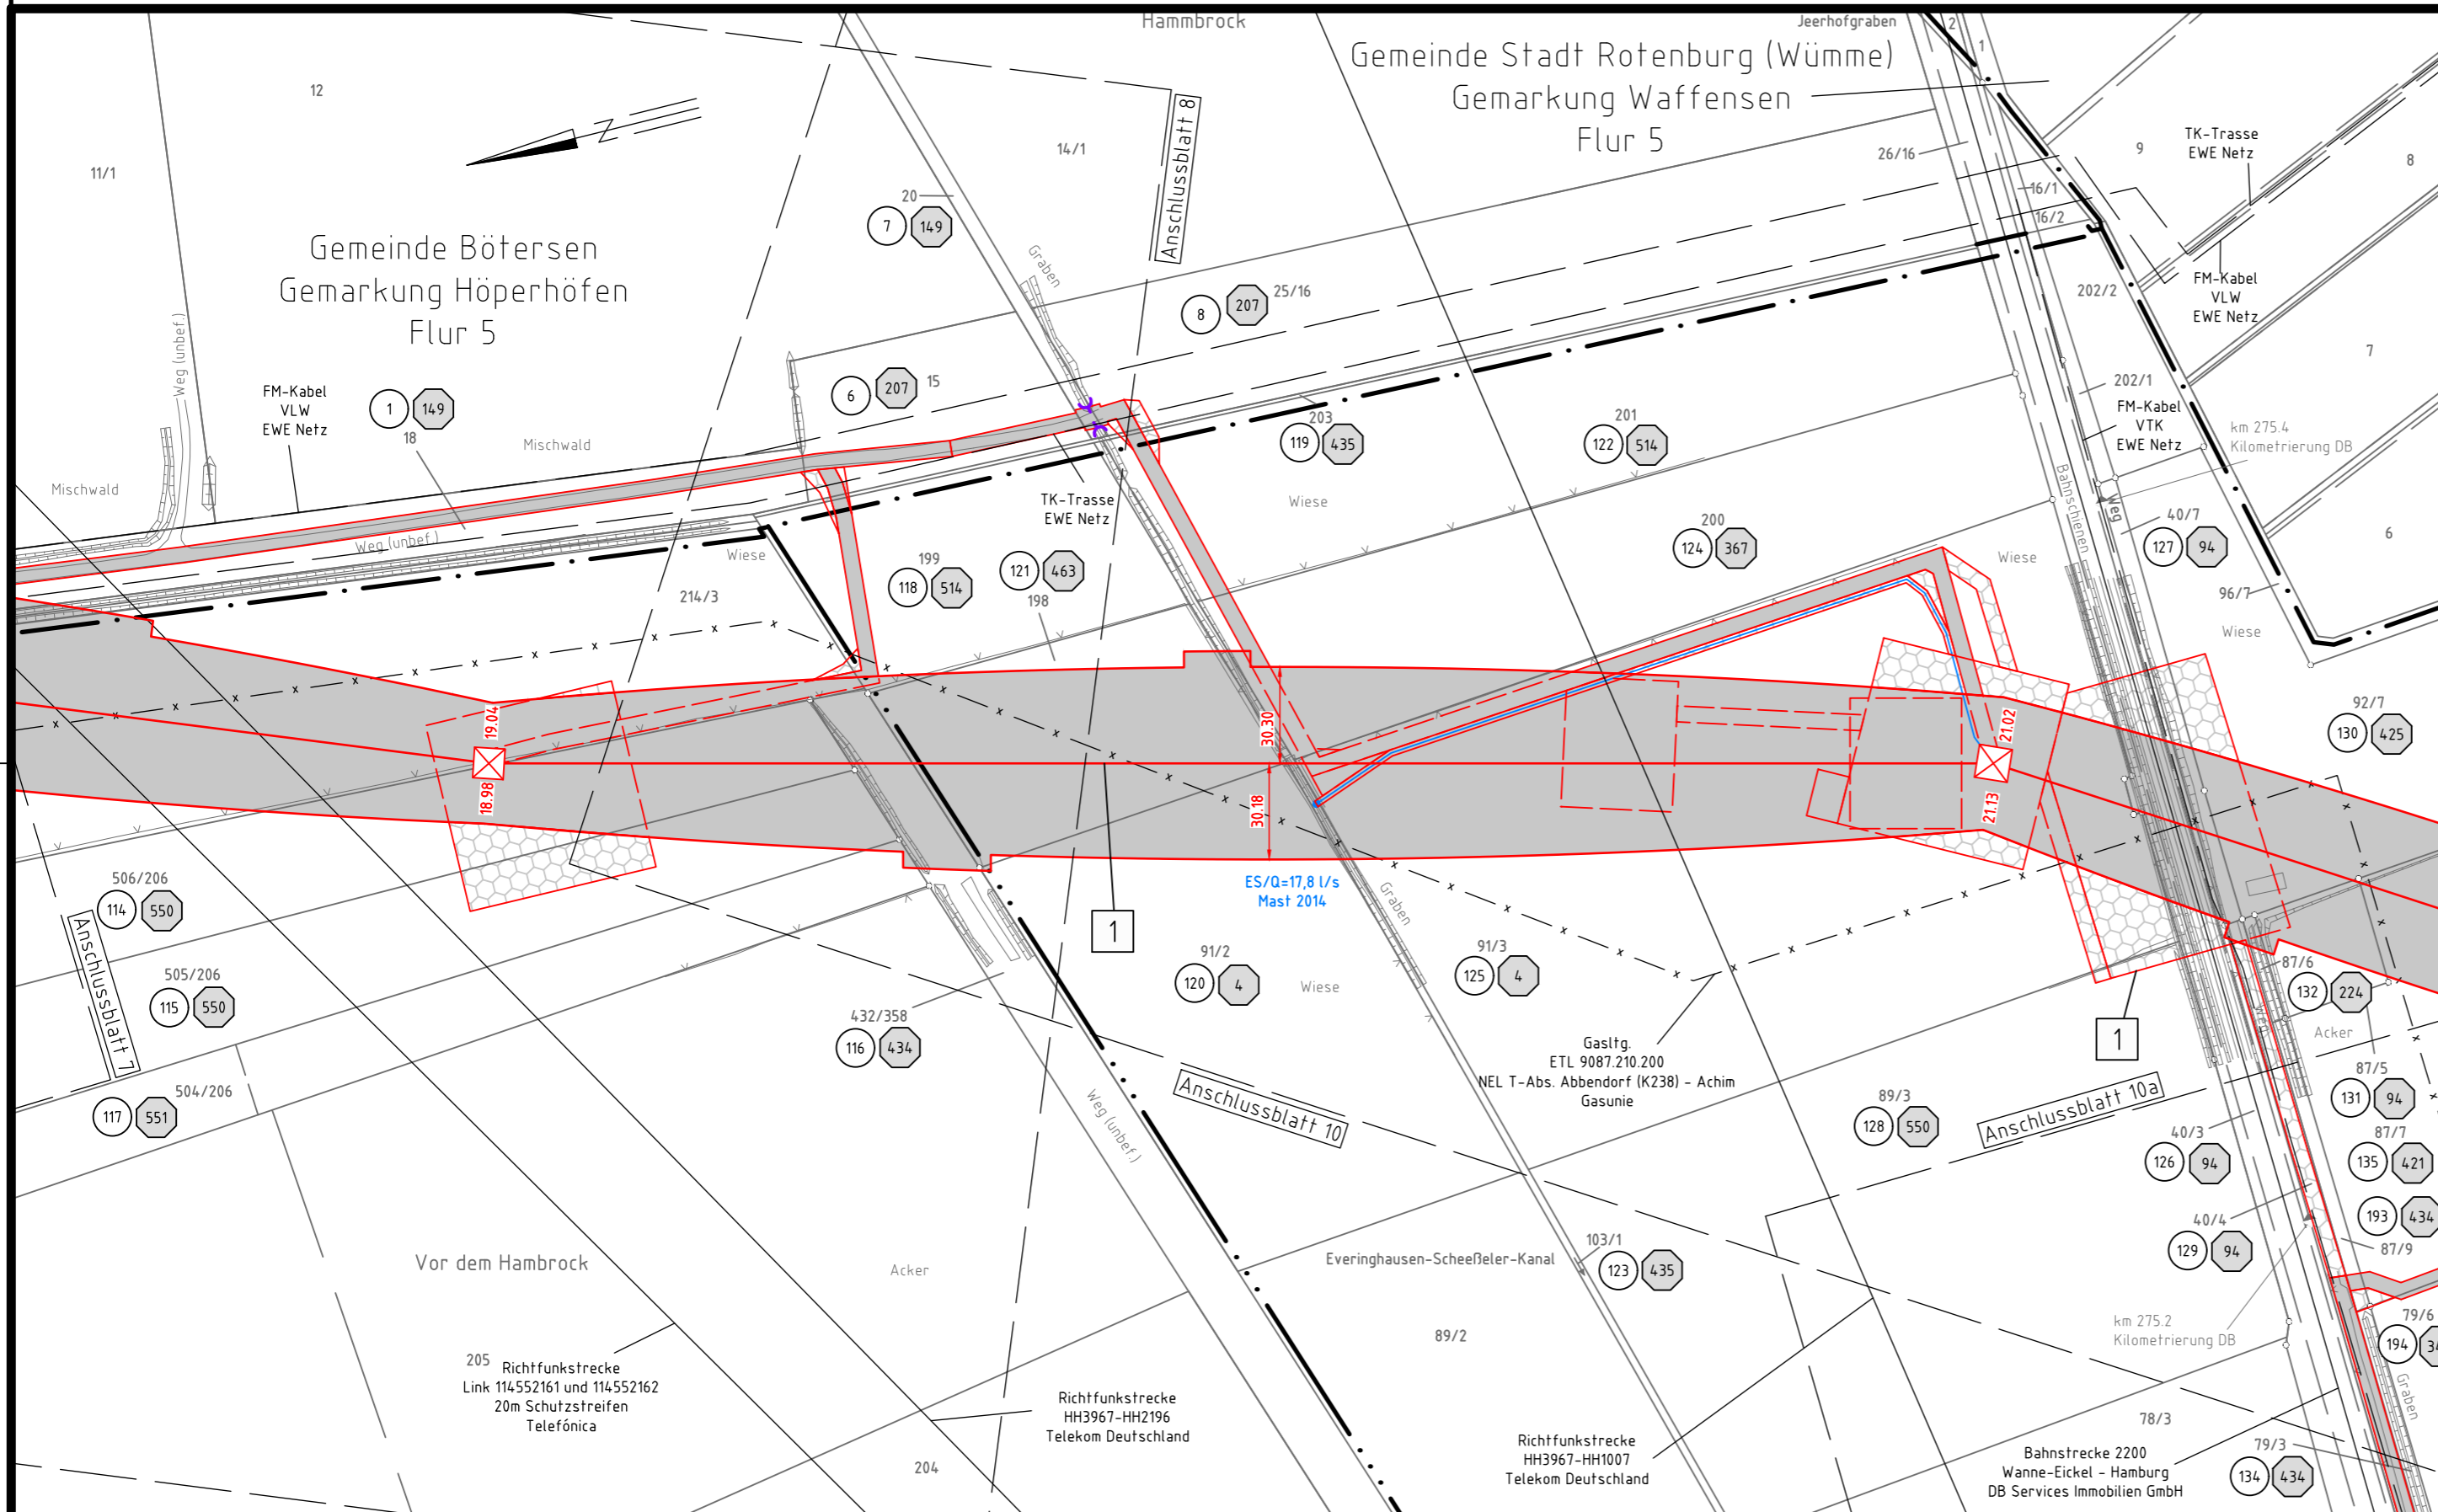 Hammbrock
Jeerhofgraben
2
1
Gemeinde Stadt Rotenburg (Wümme)
Gemarkung Waffensen
Flur 5
12
11/1
N
14/1
Anschlussblatt 8
26/16
9
TK-Trasse
EWE Netz
8
16/1
16/2
20
7
149
Graben
Gemeinde Bötersen
Gemarkung Höperhöfen
Flur 5
Weg (unbef.)
25/16
8
207
202/2
FM-Kabel
VLW
EWE Netz
7
FM-Kabel
VLW
EWE Netz
1
149
18
6
207
15
Mischwald
Mischwald
203
119
435
201
122
514
202/1
FM-Kabel
VTK
EWE Netz
km 275.4
Kilometrierung DB
Bahnschienen
Weg
TK-Trasse
EWE Netz
Wiese
Weg (unbef.)
Wiese
199
118
514
121
463
198
200
124
367
Wiese
40/7
127
94
6
96/7
Wiese
214/3
19.04
18.98
30.30
30.18
21.02
21.13
92/7
130
425
ES/Q=17,8 l/s
Mast 2014
506/206
114
550
Anschlussblatt 7
505/206
115
550
504/206
117
551
432/358
116
434
1
91/2
120
4
Wiese
Graben
91/3
125
4
Gasltg.
ETL 9087.210.200
NEL T-Abs. Abbendorf (K238) - Achim
Gasunie
1
87/6
132
224
Weg
Acker
87/5
131
94
Weg (unbef.)
Anschlussblatt 10
89/3
128
550
Anschlussblatt 10a
40/3
126
94
87/7
135
421
40/4
129
94
193
434
87/9
Vor dem Hambrock
Acker
Everinghausen-Scheeßeler-Kanal
103/1
123
435
89/2
km 275.2
Kilometrierung DB
79/6
194
Graben
205
Richtfunkstrecke
Link 114552161 und 114552162
20m Schutzstreifen
Telefónica
Richtfunkstrecke
HH3967-HH2196
Telekom Deutschland
204
Richtfunkstrecke
HH3967-HH1007
Telekom Deutschland
78/3
Bahnstrecke 2200
Wanne-Eickel - Hamburg
DB Services Immobilien GmbH
79/3
134
434